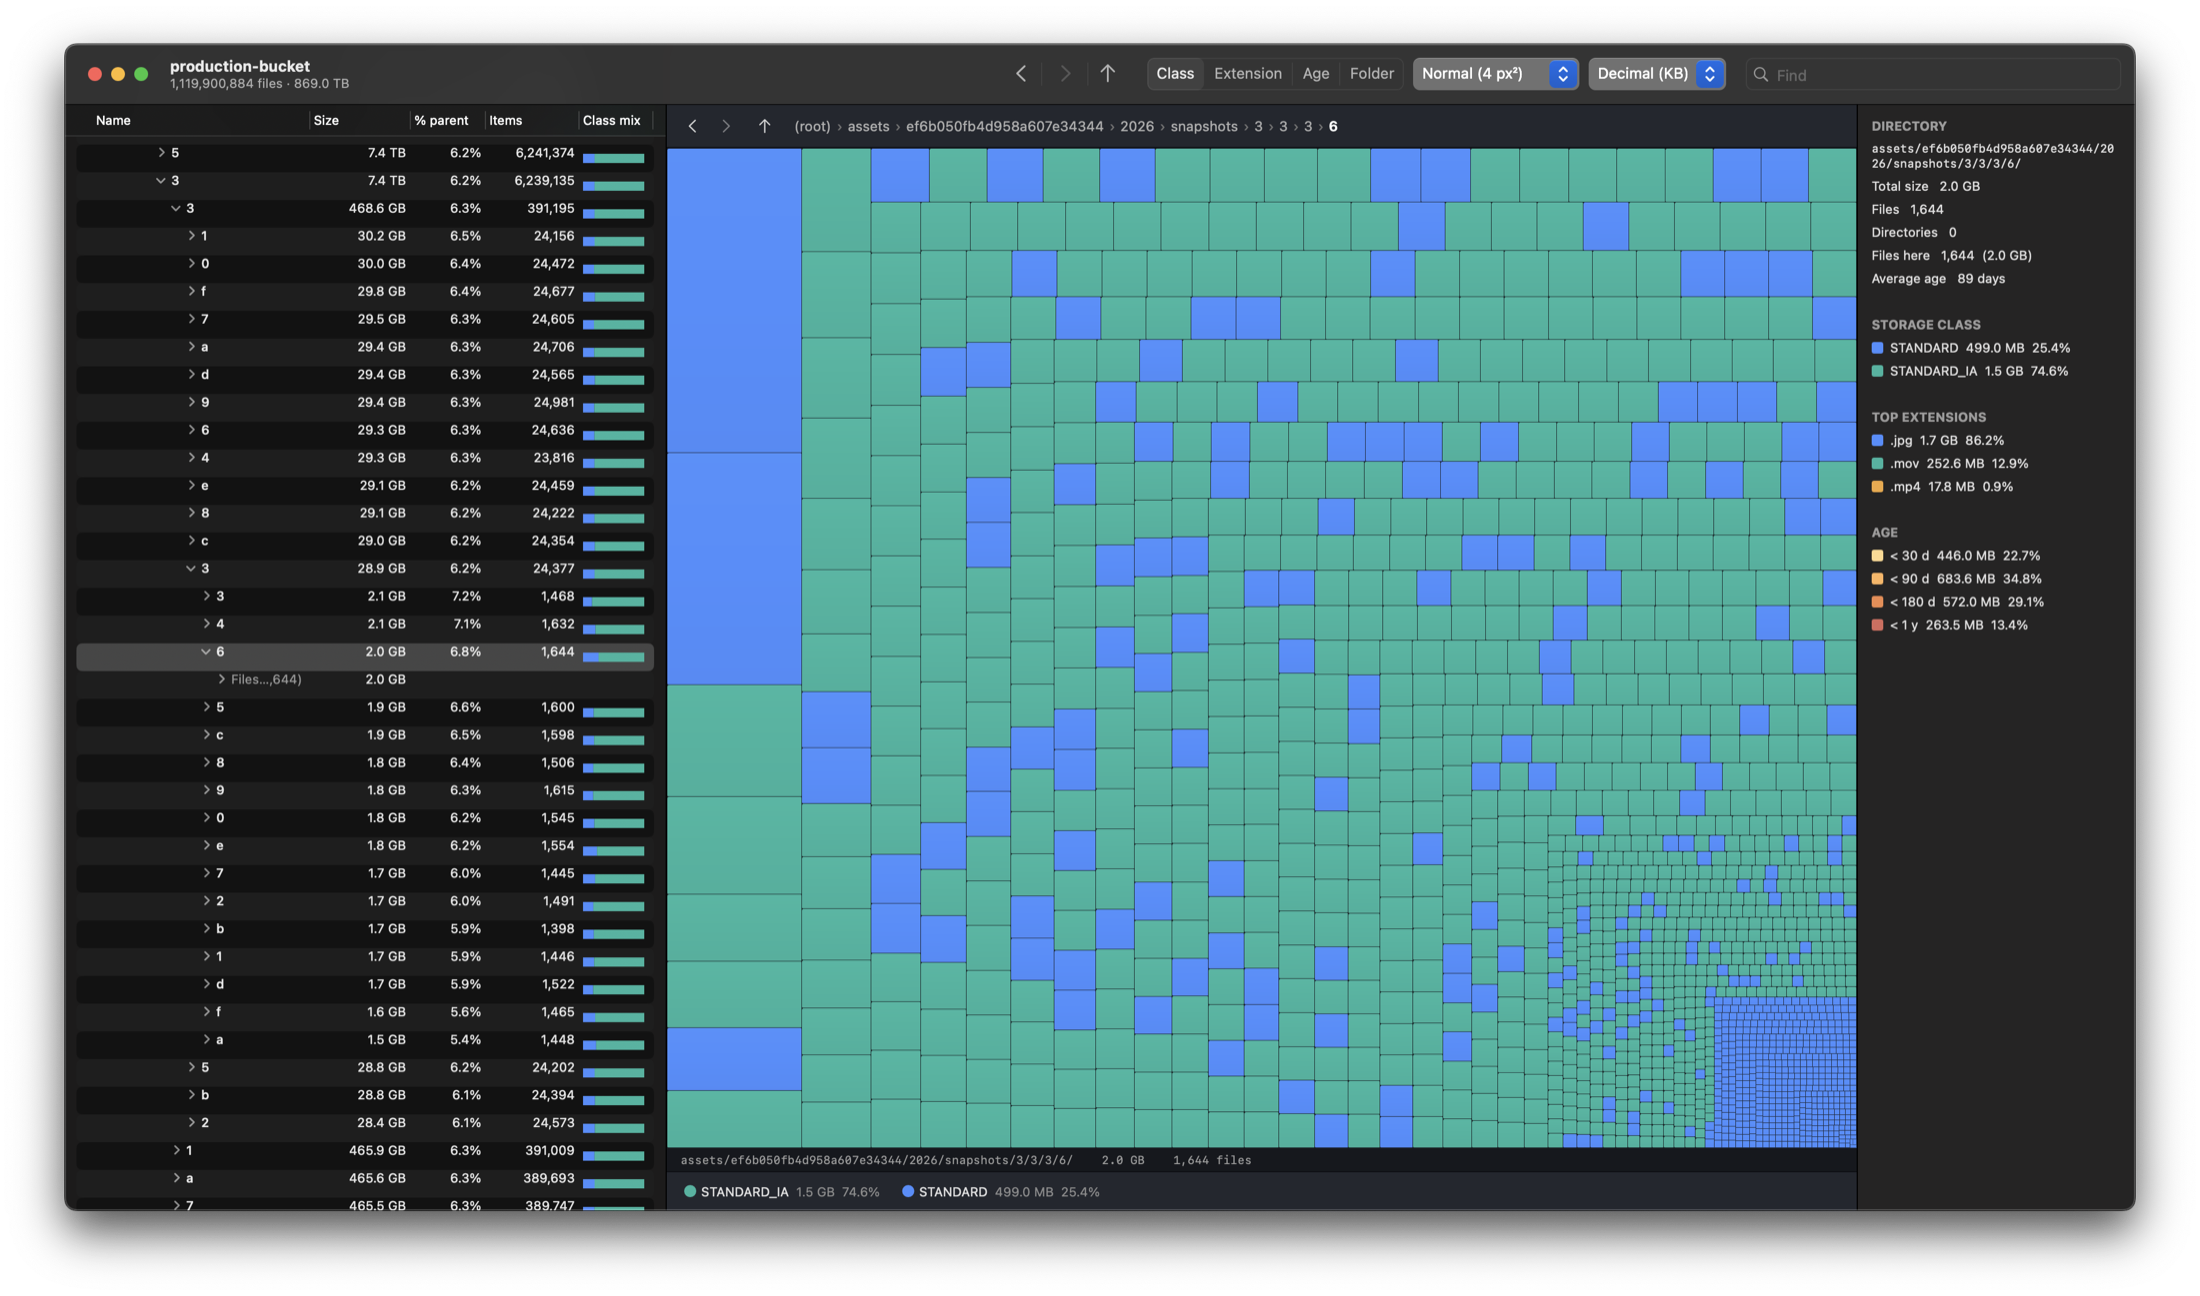 production-bucket
1,119,900,884 files · 869.0 TB
Class Extension Age Folder
Normal (4 px²)
Decimal (KB)
Find
Name Size % parent Items Class mix
5 7.4 TB 6.2% 6,241,374
3 7.4 TB 6.2% 6,239,135
3 468.6 GB 6.3% 391,195
1 30.2 GB 6.5% 24,156
0 30.0 GB 6.4% 24,472
f 29.8 GB 6.4% 24,677
7 29.5 GB 6.3% 24,605
a 29.4 GB 6.3% 24,706
d 29.4 GB 6.3% 24,565
9 29.4 GB 6.3% 24,981
6 29.3 GB 6.3% 24,636
4 29.3 GB 6.3% 23,816
e 29.1 GB 6.2% 24,459
8 29.1 GB 6.2% 24,222
c 29.0 GB 6.2% 24,354
3 28.9 GB 6.2% 24,377
3 2.1 GB 7.2% 1,468
4 2.1 GB 7.1% 1,632
6 2.0 GB 6.8% 1,644
Files...,644) 2.0 GB
5 1.9 GB 6.6% 1,600
c 1.9 GB 6.5% 1,598
8 1.8 GB 6.4% 1,506
9 1.8 GB 6.3% 1,615
0 1.8 GB 6.2% 1,545
e 1.8 GB 6.2% 1,554
7 1.7 GB 6.0% 1,445
2 1.7 GB 6.0% 1,491
b 1.7 GB 5.9% 1,398
1 1.7 GB 5.9% 1,446
d 1.7 GB 5.9% 1,522
f 1.6 GB 5.6% 1,465
a 1.5 GB 5.4% 1,448
5 28.8 GB 6.2% 24,202
b 28.8 GB 6.1% 24,394
2 28.4 GB 6.1% 24,573
1 465.9 GB 6.3% 391,009
a 465.6 GB 6.3% 389,693
7 465.5 GB 6.3% 389,747
(root) › assets › ef6b050fb4d958a607e34344 › 2026 › snapshots › 3 › 3 › 3 › 6
assets/ef6b050fb4d958a607e34344/2026/snapshots/3/3/3/6/ 2.0 GB 1,644 files
STANDARD_IA 1.5 GB 74.6% STANDARD 499.0 MB 25.4%
DIRECTORY
assets/ef6b050fb4d958a607e34344/20
26/snapshots/3/3/3/6/
Total size 2.0 GB
Files 1,644
Directories 0
Files here 1,644 (2.0 GB)
Average age 89 days
STORAGE CLASS
STANDARD 499.0 MB 25.4%
STANDARD_IA 1.5 GB 74.6%
TOP EXTENSIONS
.jpg 1.7 GB 86.2%
.mov 252.6 MB 12.9%
.mp4 17.8 MB 0.9%
AGE
< 30 d 446.0 MB 22.7%
< 90 d 683.6 MB 34.8%
< 180 d 572.0 MB 29.1%
< 1 y 263.5 MB 13.4%